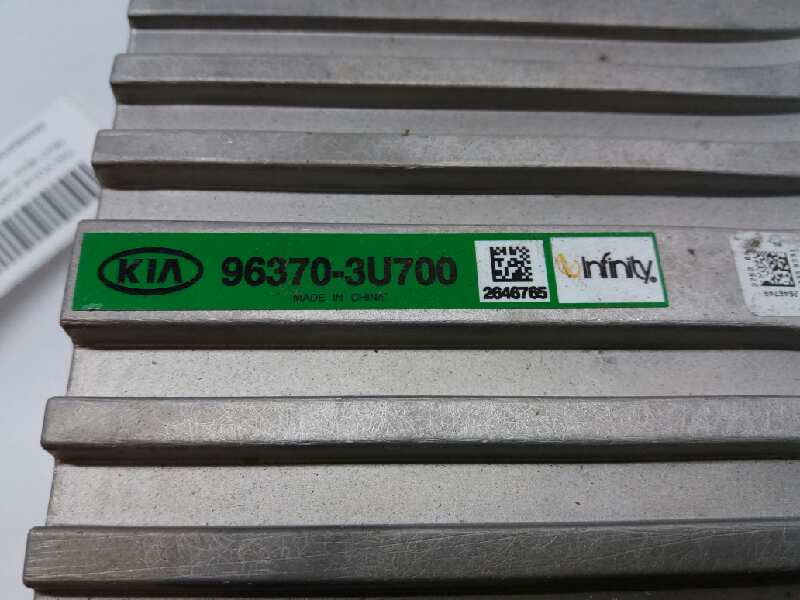 KIA 96370-3U700
MADE IN CHINA
2646765
infinity.